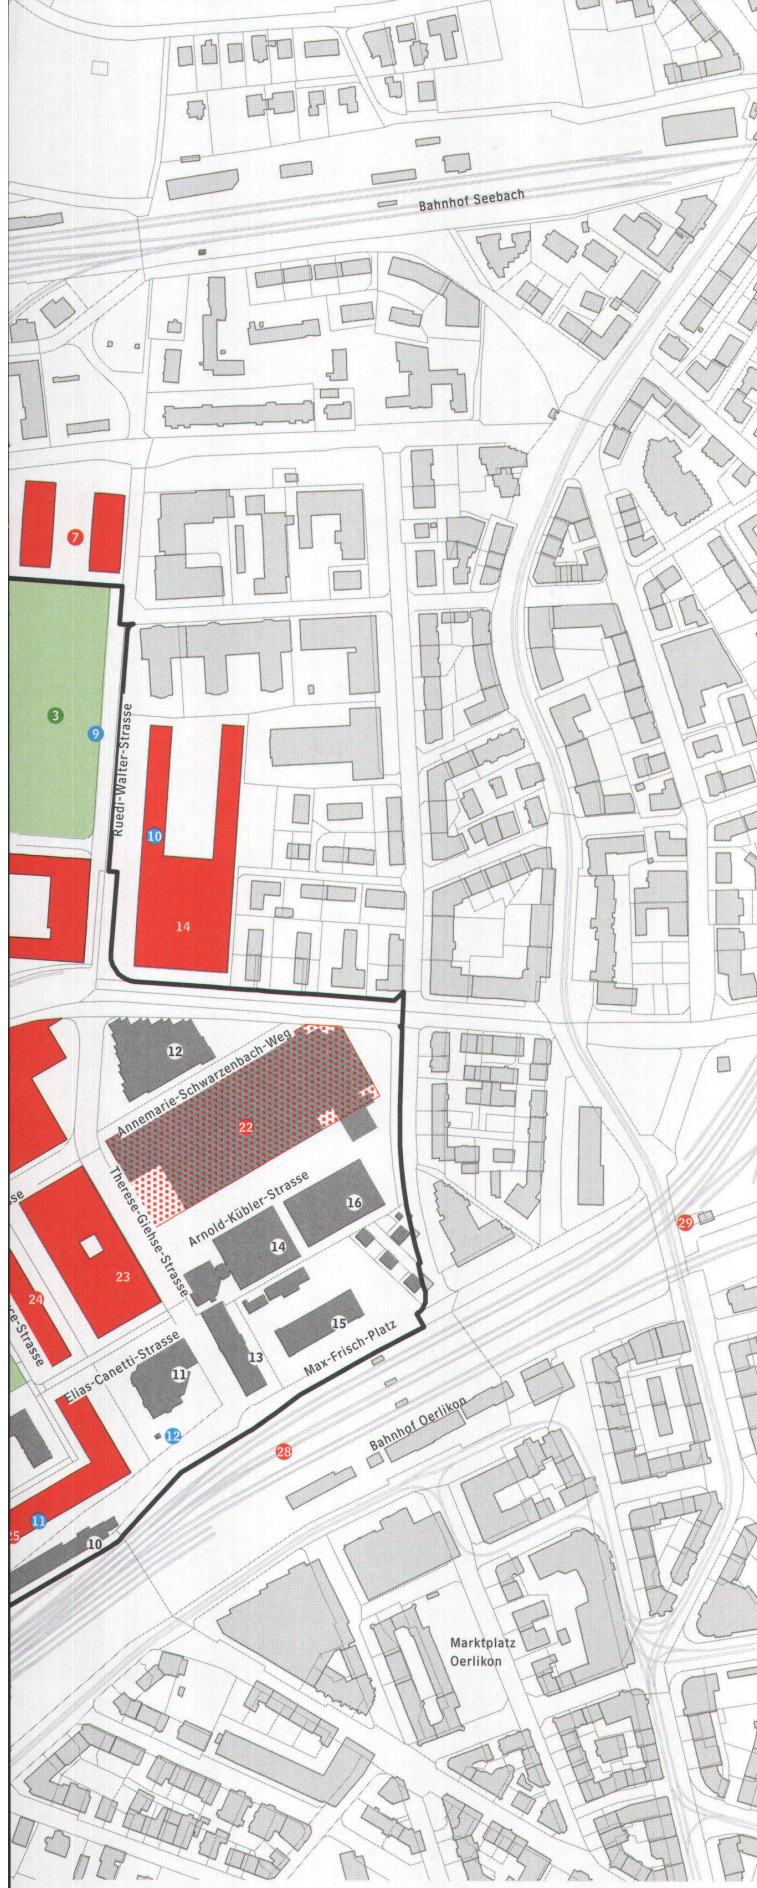 Bahnhof Seebach
7
3
9
Ruedi-Walter-Strasse
10
14
12
Annemarie-Schwarzenbach-Weg
22
Therese-Giehse-Strasse
Arnold-Kübler-Strasse
16
14
29
23
24
15
13
Max-Frisch-Platz
Elias-Canetti-Strasse
11
12
28
Bahnhof Oerlikon
11
10
Marktplatz
Oerlikon